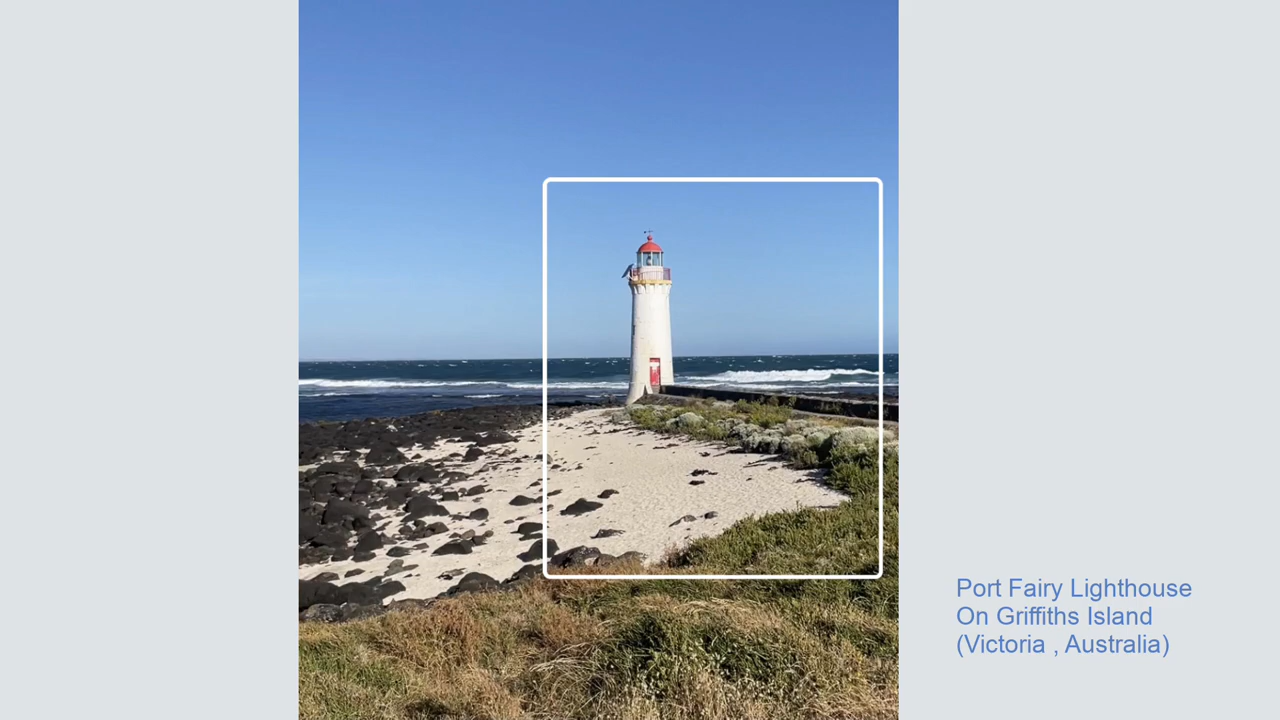 Port Fairy Lighthouse
On Griffiths Island
(Victoria , Australia)